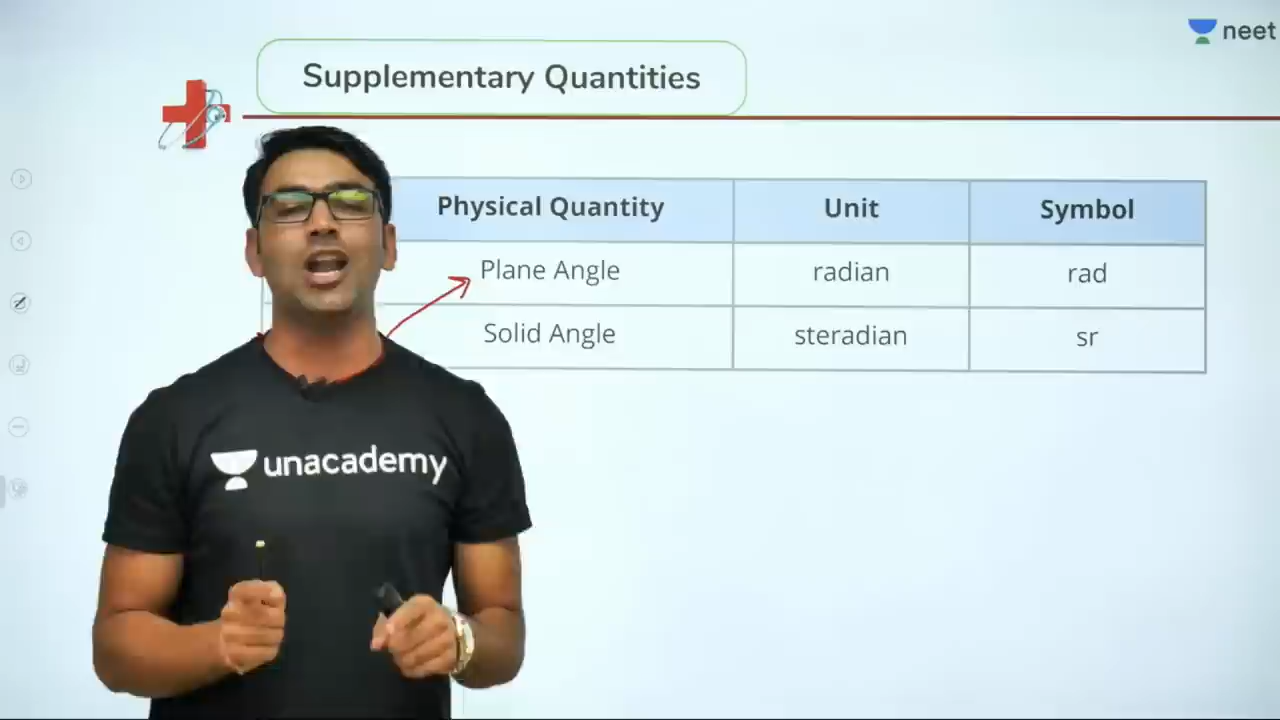 neet
Supplementary Quantities
Physical Quantity Unit Symbol
Plane Angle radian rad
Solid Angle steradian sr
unacademy